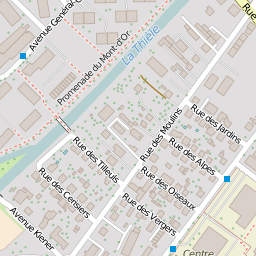 Avenue Général-G
Ru
Promenade du Mont-d'Or
La Thièle
Rue des Jardins
Rue des Moulins
Rue des Alpes
Rue des Tilleuls
Rue des Oiseaux
Rue des Cerisiers
Rue des Vergers
Avenue Kiener
Centre